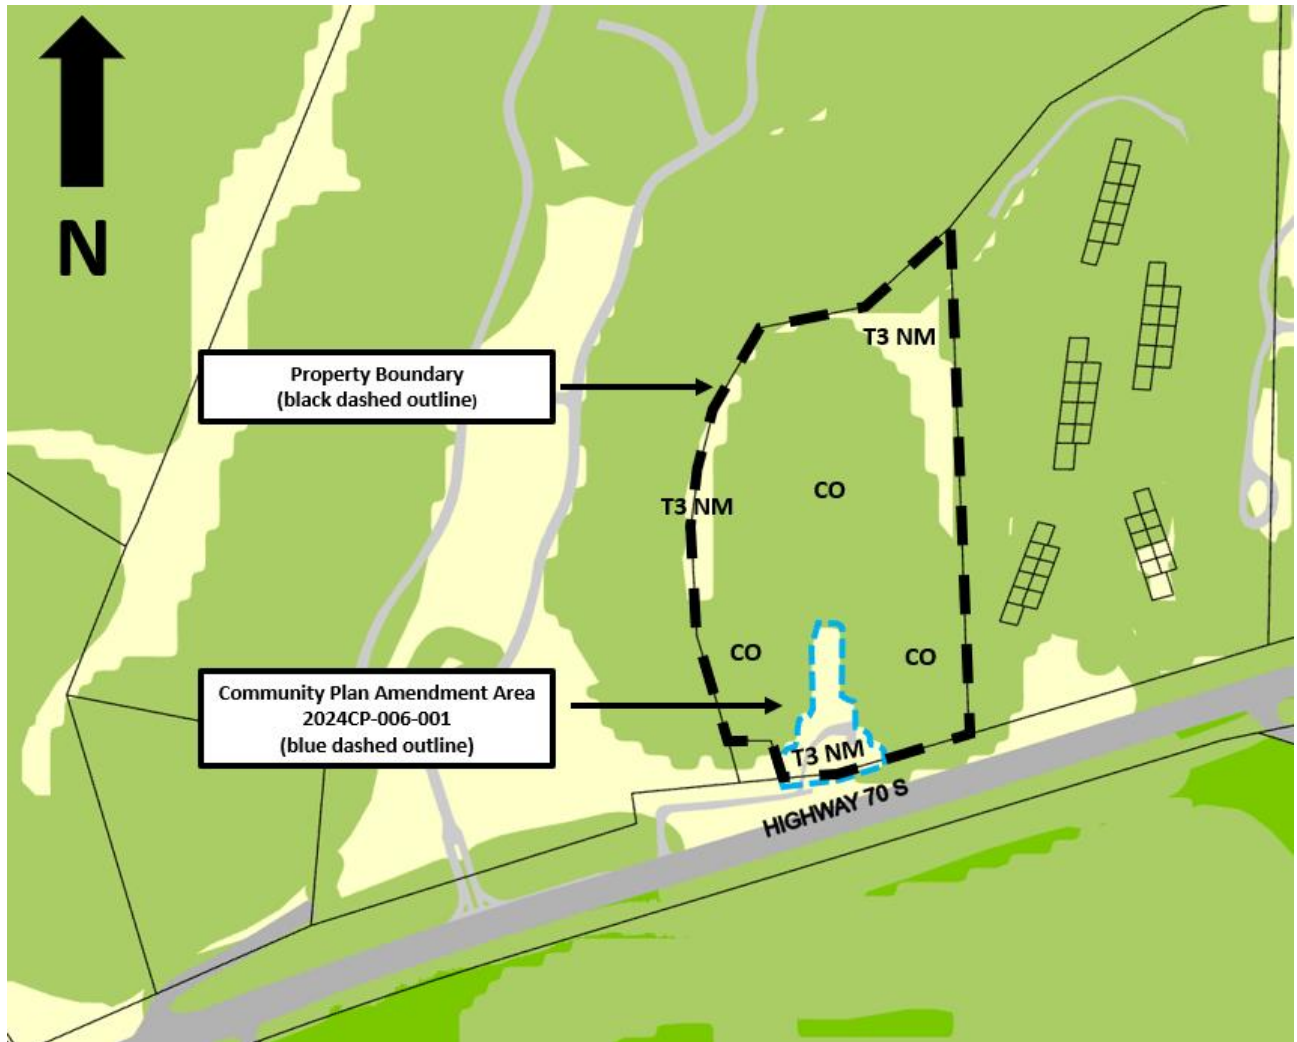 N
T3 NM
Property Boundary
(black dashed outline)
CO
T3 NM
CO
CO
Community Plan Amendment Area
2024CP-006-001
(blue dashed outline)
T3 NM
HIGHWAY 70 S